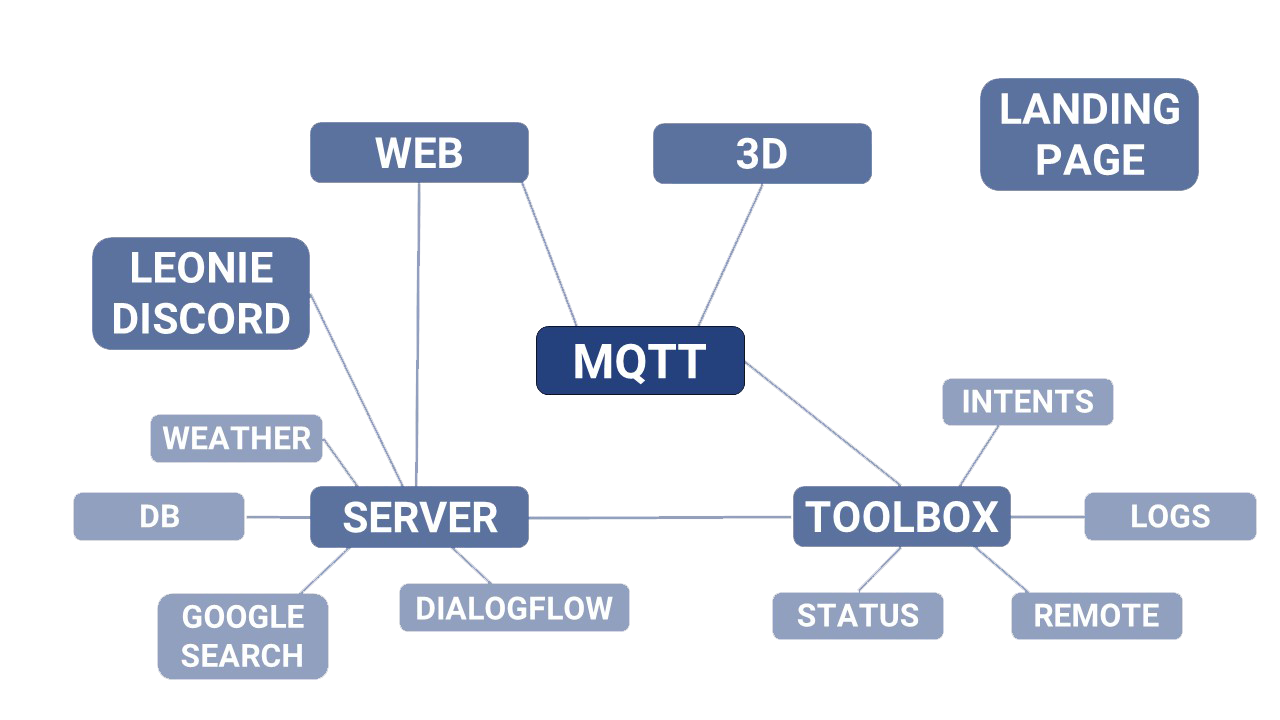 LANDING
PAGE
WEB
3D
LEONIE
DISCORD
MQTT
INTENTS
WEATHER
DB
SERVER
TOOLBOX
LOGS
GOOGLE
SEARCH
DIALOGFLOW
STATUS
REMOTE